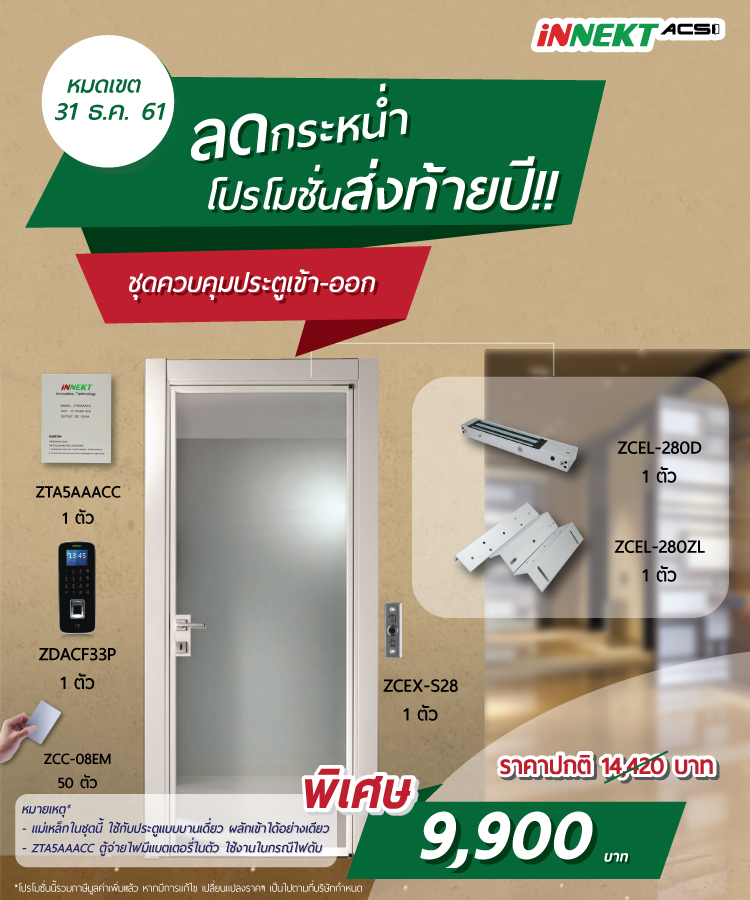 iNNEKT ACSI
หมดเขต
31 ธ.ค. 61
ลดกระหน่ำ
โปรโมชั่นส่งท้ายปี!!
ชุดควบคุมประตูเข้า-ออก
iNNEKT
Innovative Technology
ZTA5AAACC
1 ตัว
13:45
ZDACF33P
1 ตัว
ZCC-08EM
50 ตัว
ZCEL-280D
1 ตัว
ZCEL-280ZL
1 ตัว
ZCEX-S28
1 ตัว
ราคาปกติ 14,420 บาท
พิเศษ
9,900 บาท
หมายเหตุ*
- แม่เหล็กในชุดนี้ ใช้กับประตูแบบบานเดี่ยว ผลักเข้าได้อย่างเดียว
- ZTA5AAACC ตู้จ่ายไฟมีแบตเตอรี่ในตัว ใช้งานในกรณีไฟดับ
*โปรโมชั่นนี้รวมภาษีมูลค่าเพิ่มแล้ว หากมีการแก้ไข เปลี่ยนแปลงราคา เป็นไปตามที่บริษัทกำหนด